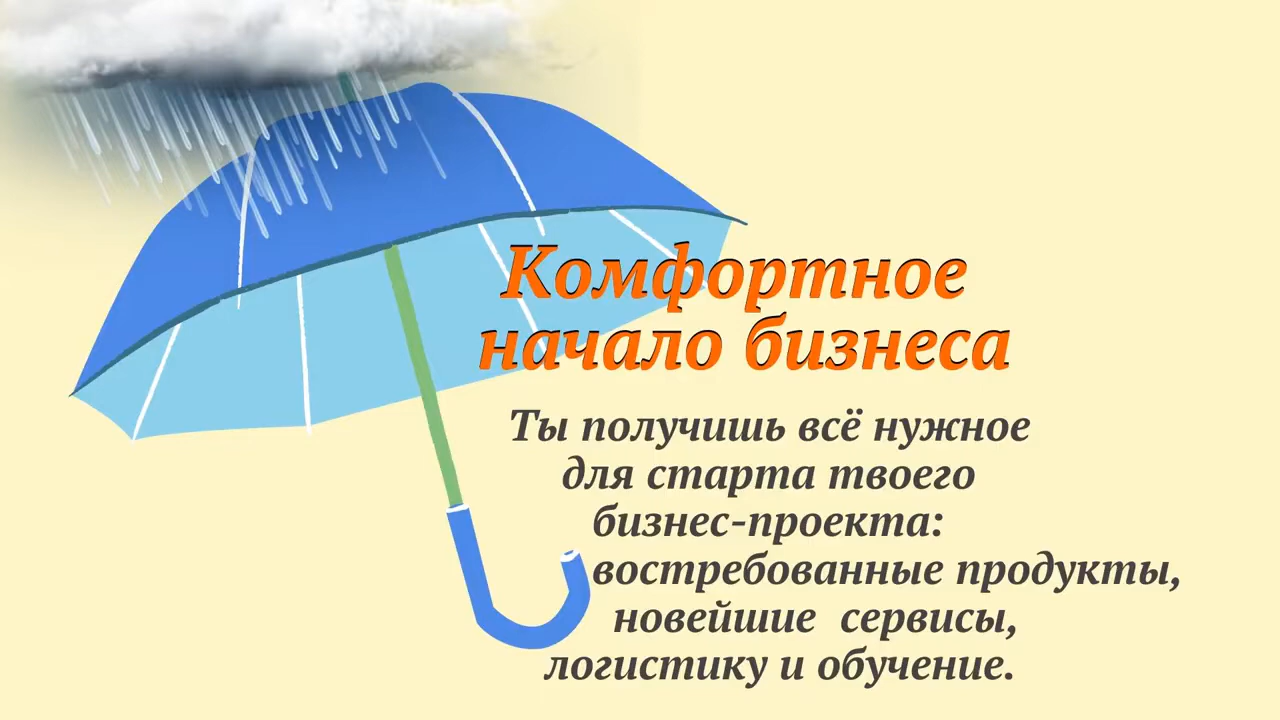 Комфортное
начало бизнеса
Ты получишь всё нужное
для старта твоего
бизнес-проекта:
востребованные продукты,
новейшие сервисы,
логистику и обучение.